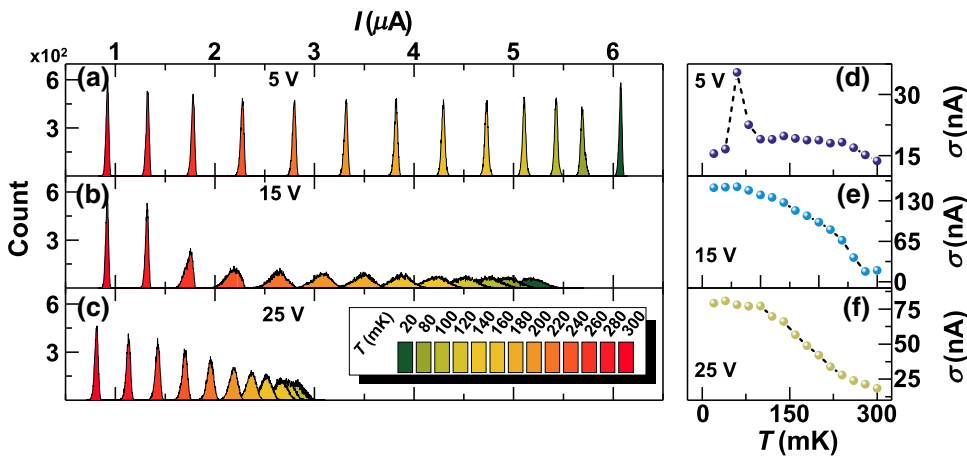 I (μA)
x10² 1 2 3 4 5 6
(a) 5 V
6
3
(b) 15 V
6
3
Count
(c) 25 V
6
3
T (mK) 20 80 100 120 140 160 180 200 220 240 260 280 300
5 V (d)
30
15
σ (nA)
(e)
130
65
0
15 V
σ (nA)
(f)
75
50
25
25 V
σ (nA)
0 150 300
T (mK)